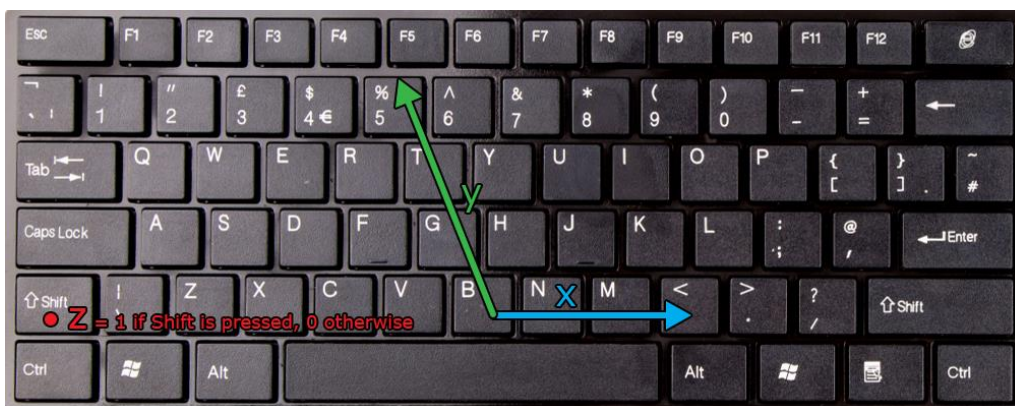 Esc F1 F2 F3 F4 F5 F6 F7 F8 F9 F10 F11 F12
¬ ! " £ $ % ^ & * ( ) — +
` ¦ 1 2 3 4 € 5 6 7 8 9 0 - =
Tab Q W E R T Y U I O P { [ } ] ~ #
y
Caps Lock A S D F G H J K L : ; @ ' Enter
Shift | \ Z X C V B N M < , > . ? / Shift
X
Z = 1 if Shift is pressed, 0 otherwise
Ctrl Alt Alt Ctrl